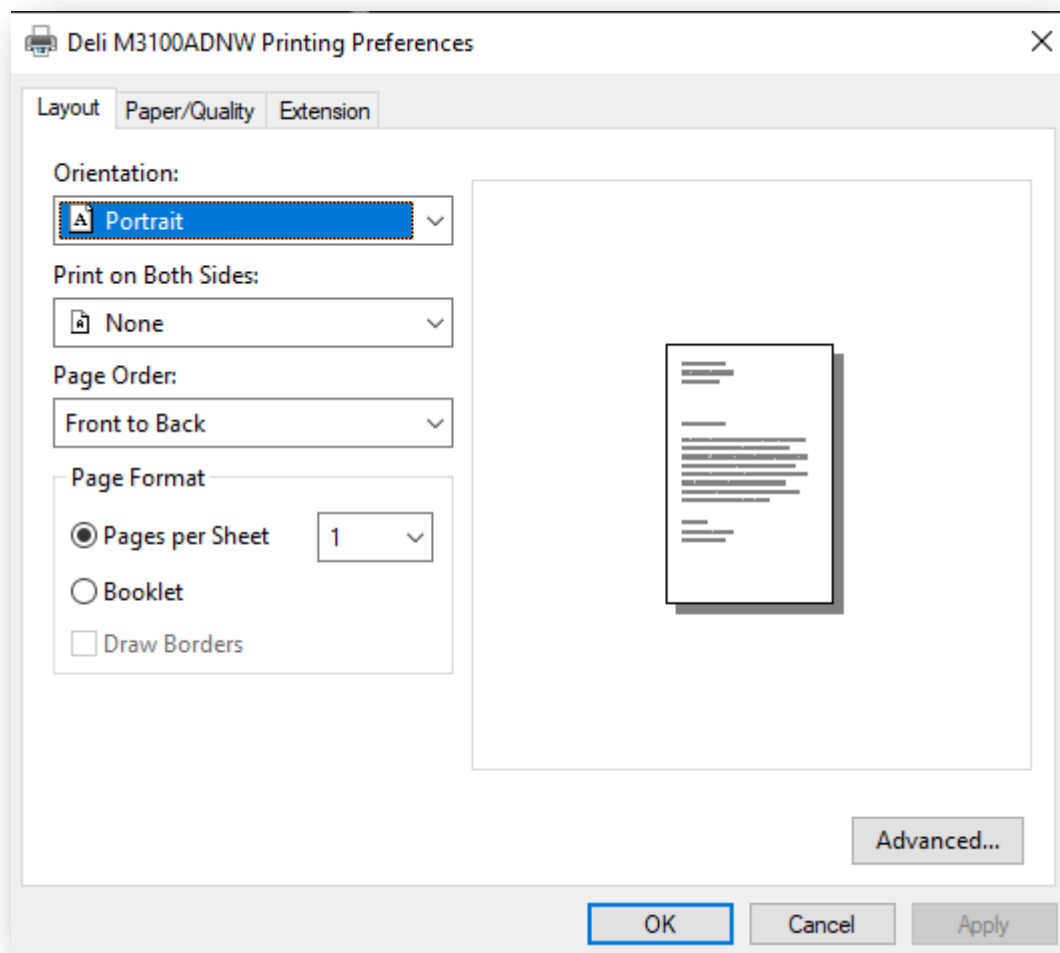 Deli M3100ADNW Printing Preferences
Layout Paper/Quality Extension
Orientation:
A Portrait
Print on Both Sides:
A None
Page Order:
Front to Back
Page Format
Pages per Sheet 1
Booklet
Draw Borders
Advanced...
OK Cancel Apply